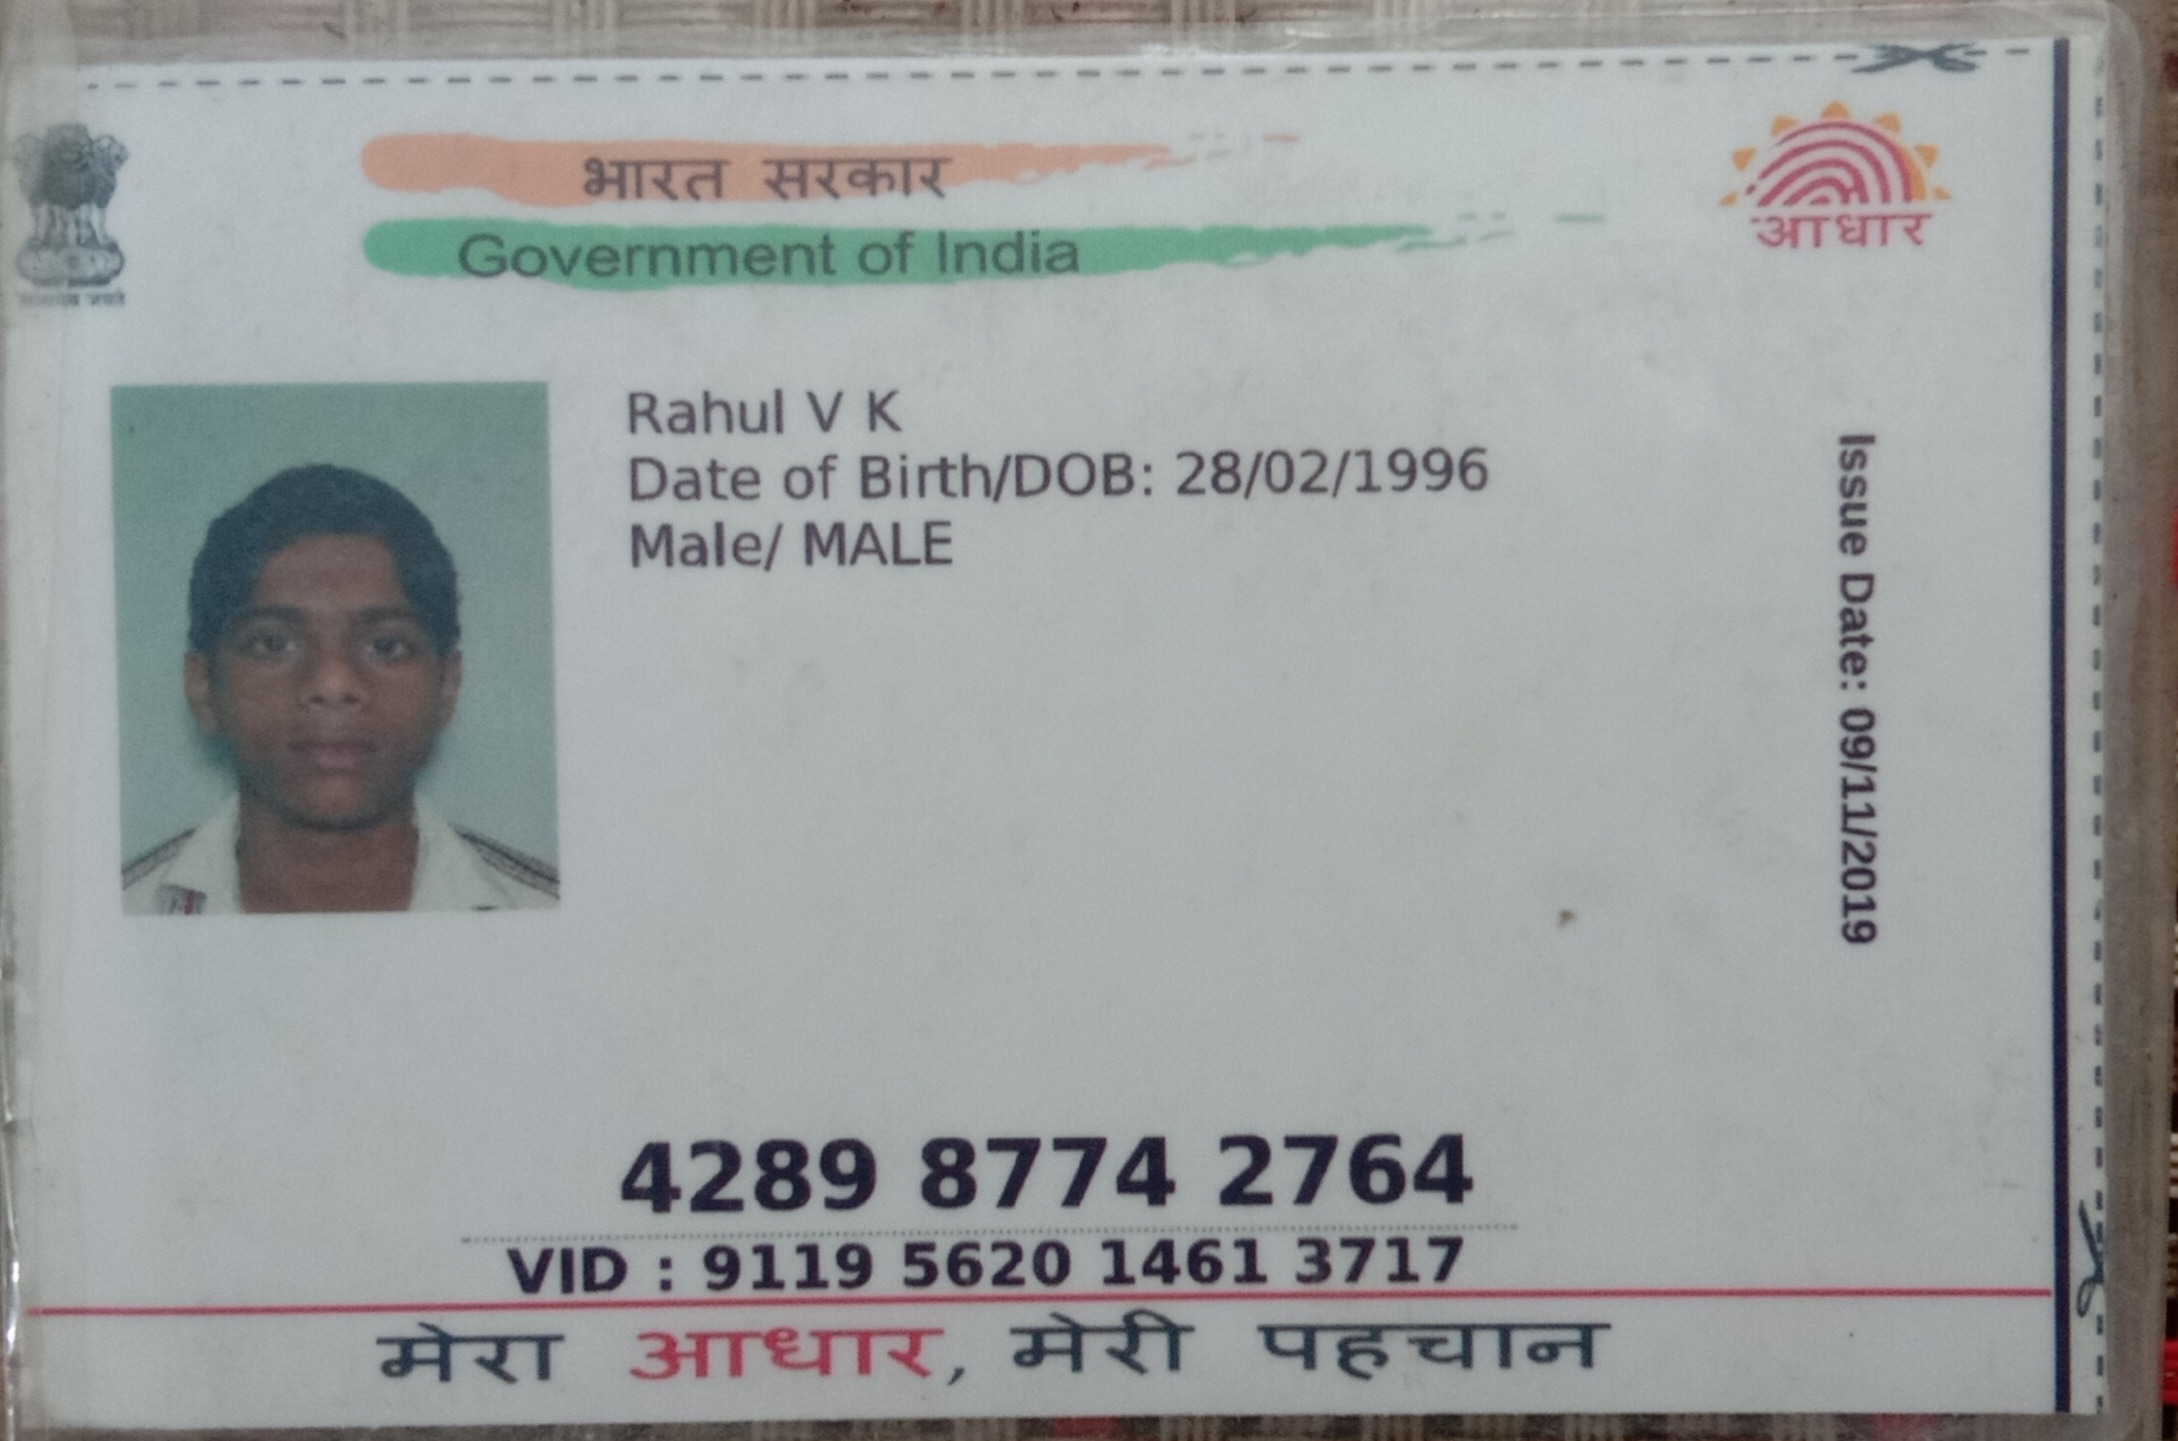 भारत सरकार
Government of India
आधार
Rahul V K
Date of Birth/DOB: 28/02/1996
Male/ MALE
Issue Date: 09/11/2019
4289 8774 2764
VID : 9119 5620 1461 3717
मेरा आधार, मेरी पहचान